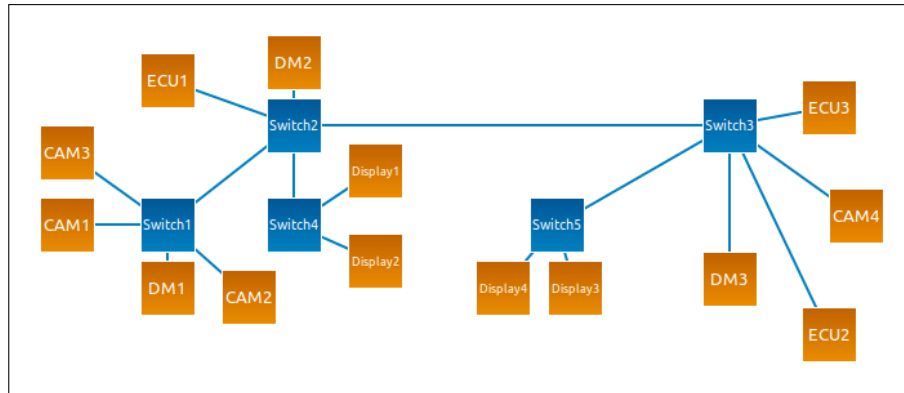 DM2
ECU1
ECU3
Switch2
Switch3
CAM3
Display1
CAM1
Switch1
Switch4
Switch5
CAM4
Display2
DM1
CAM2
Display4
Display3
DM3
ECU2